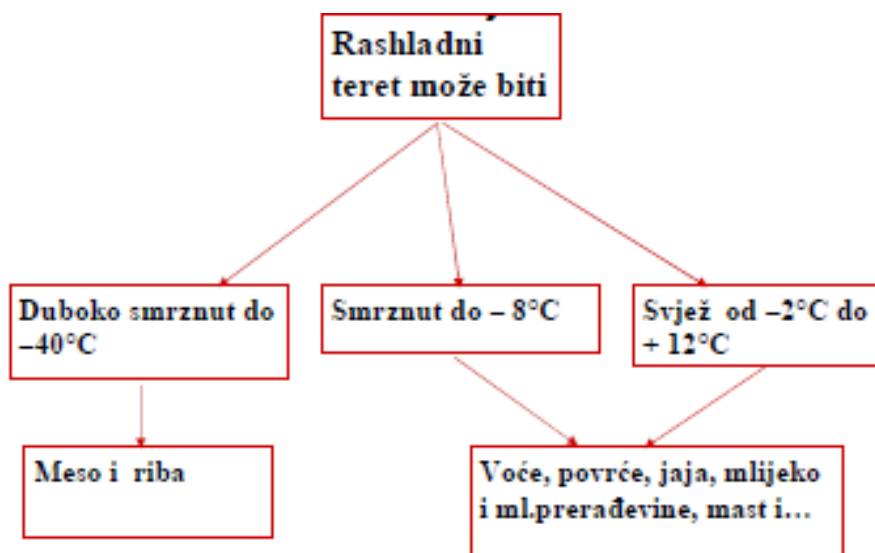 Rashladni
teret može biti
Duboko smrznut do
–40°C
Smrznut do – 8°C
Svjež od –2°C do
+ 12°C
Meso i riba
Voće, povrće, jaja, mlijeko
i ml.prerađevine, mast i…